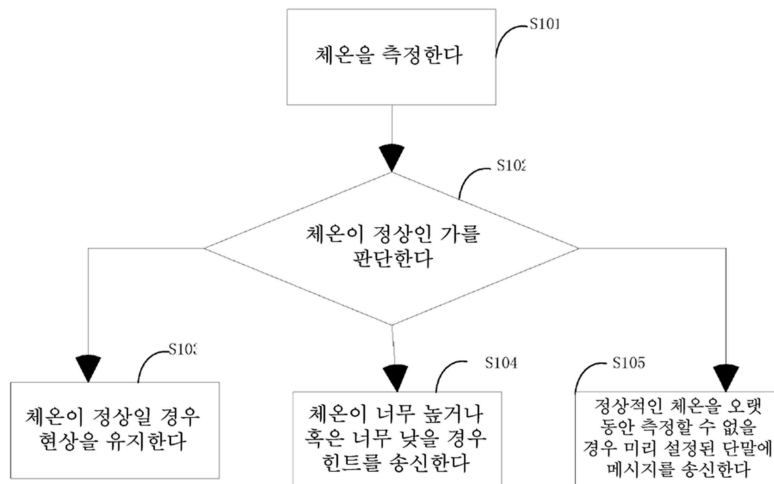 S101
체온을 측정한다
S102
체온이 정상인 가를
판단한다
S103
체온이 정상일 경우
현상을 유지한다
S104
체온이 너무 높거나
혹은 너무 낮을 경우
힌트를 송신한다
S105
정상적인 체온을 오랫
동안 측정할 수 없을
경우 미리 설정된 단말에
메시지를 송신한다